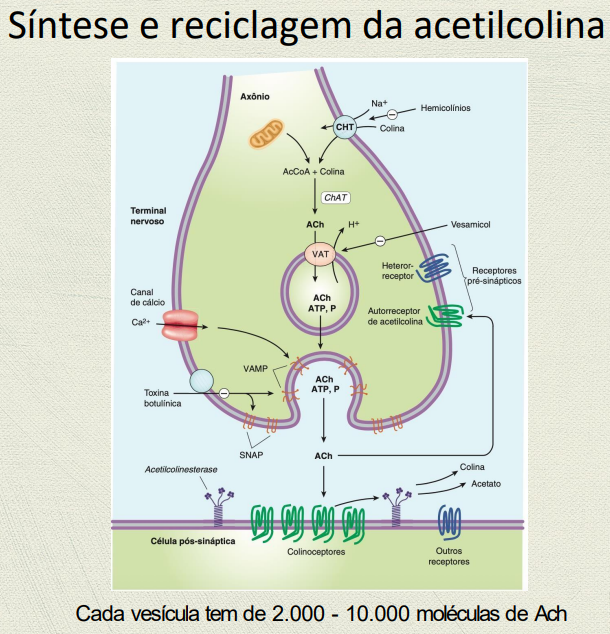 Síntese e reciclagem da acetilcolina
Axônio
Na⁺
Hemicolínios
CHT
Colina
AcCoA + Colina
ChAT
Terminal
nervoso
ACh
H⁺
Vesamicol
VAT
Heteror-
receptor
Receptores
pré-sinápticos
ACh
ATP, P
Canal
de cálcio
Autorreceptor
de acetilcolina
Ca²⁺
VAMP
ACh
ATP, P
Toxina
botulínica
SNAP
ACh
Acetilcolinesterase
Colina
Acetato
Célula pós-sináptica
Colinoceptores
Outros
receptores
Cada vesícula tem de 2.000 - 10.000 moléculas de Ach